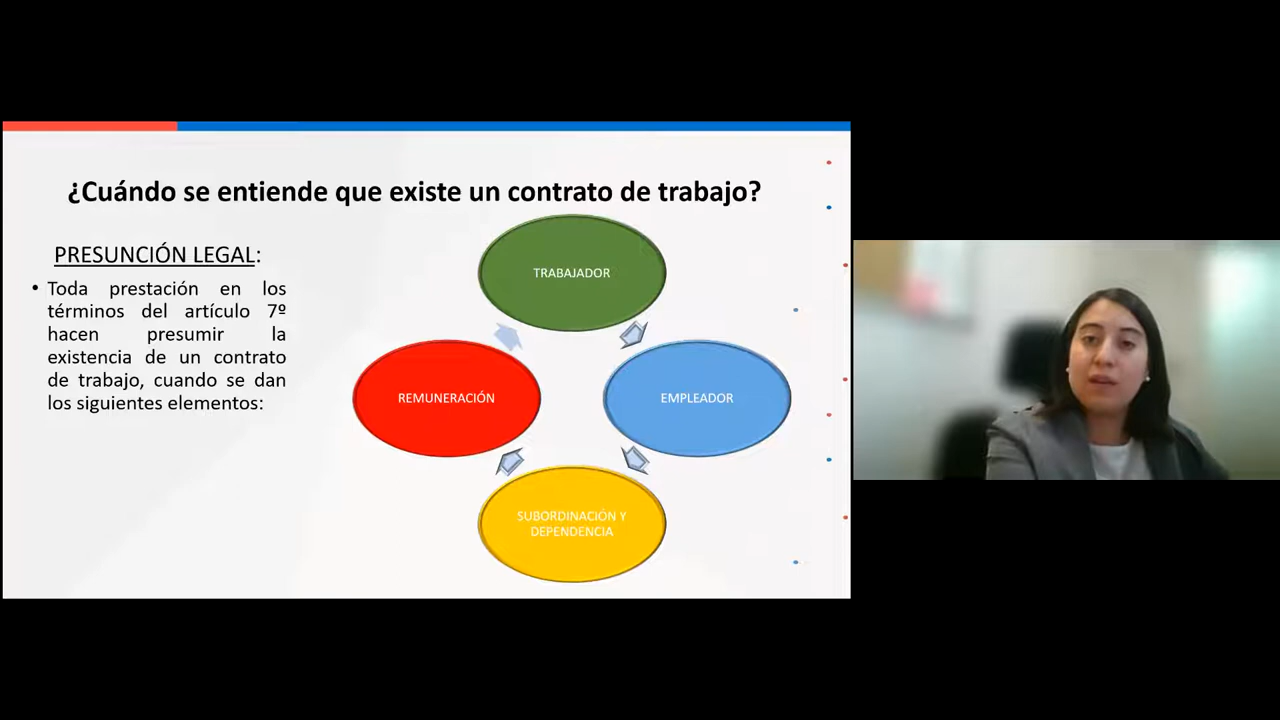 ¿Cuándo se entiende que existe un contrato de trabajo?
PRESUNCIÓN LEGAL:
• Toda prestación en los
términos del artículo 7º
hacen presumir la
existencia de un contrato
de trabajo, cuando se dan
los siguientes elementos:
TRABAJADOR
REMUNERACIÓN
EMPLEADOR
SUBORDINACIÓN Y
DEPENDENCIA